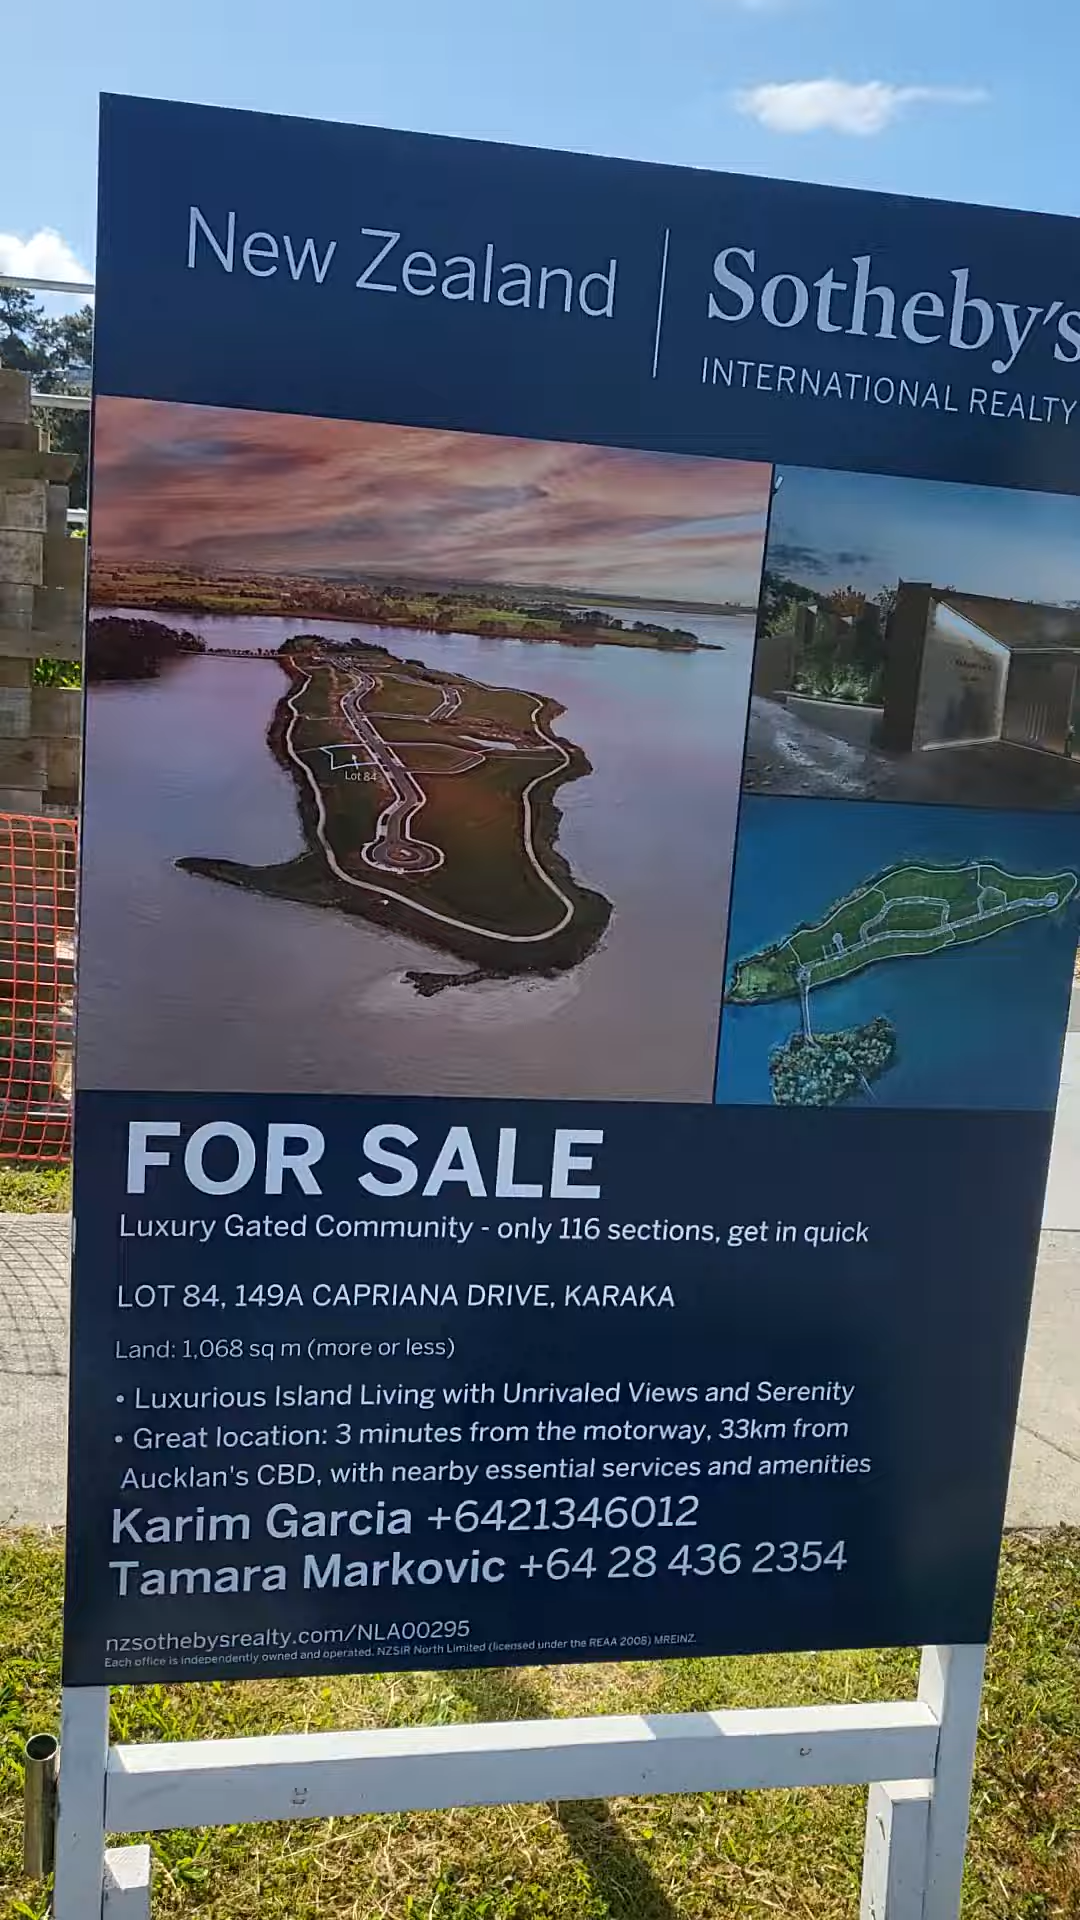 New Zealand
Sotheby's
INTERNATIONAL REALTY
Lot 84
FOR SALE
Luxury Gated Community - only 116 sections, get in quick
LOT 84, 149A CAPRIANA DRIVE, KARAKA
Land: 1,068 sq m (more or less)
• Luxurious Island Living with Unrivaled Views and Serenity
• Great location: 3 minutes from the motorway, 33km from
Aucklan's CBD, with nearby essential services and amenities
Karim Garcia +6421346012
Tamara Markovic +64 28 436 2354
nzsothebysrealty.com/NLA00295
Each office is independently owned and operated. NZSIR North Limited (licensed under the REAA 2008) MREINZ.